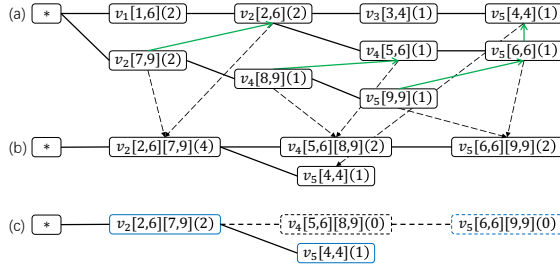 (a) * v₁[1,6](2) v₂[2,6](2) v₃[3,4](1) v₅[4,4](1)
v₂[7,9](2) v₄[5,6](1) v₅[6,6](1)
v₄[8,9](1)
v₅[9,9](1)
(b) * v₂[2,6][7,9](4) v₄[5,6][8,9](2) v₅[6,6][9,9](2)
v₅[4,4](1)
(c) * v₂[2,6][7,9](2) v₄[5,6][8,9](0) v₅[6,6][9,9](0)
v₅[4,4](1)